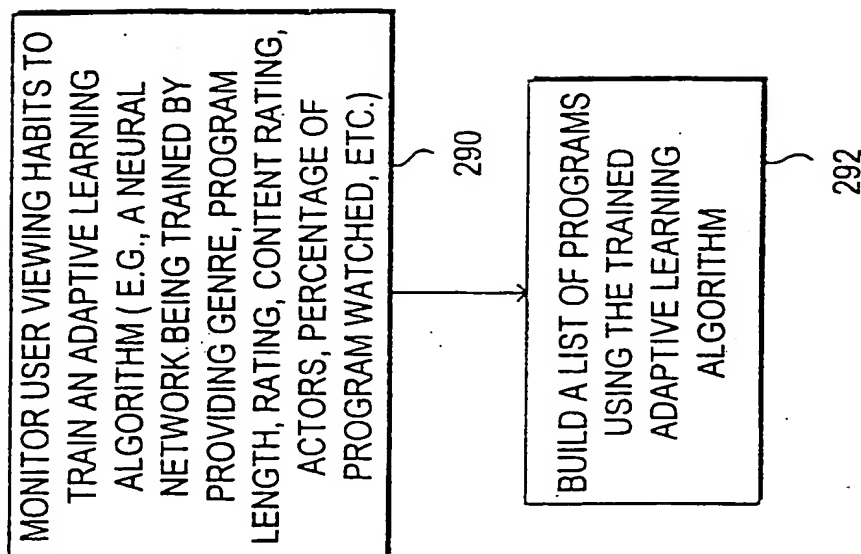 MONITOR USER VIEWING HABITS TO
TRAIN AN ADAPTIVE LEARNING
ALGORITHM ( E.G., A NEURAL
NETWORK BEING TRAINED BY
PROVIDING GENRE, PROGRAM
LENGTH, RATING, CONTENT RATING,
ACTORS, PERCENTAGE OF
PROGRAM WATCHED, ETC.)
290
BUILD A LIST OF PROGRAMS
USING THE TRAINED
ADAPTIVE LEARNING
ALGORITHM
292